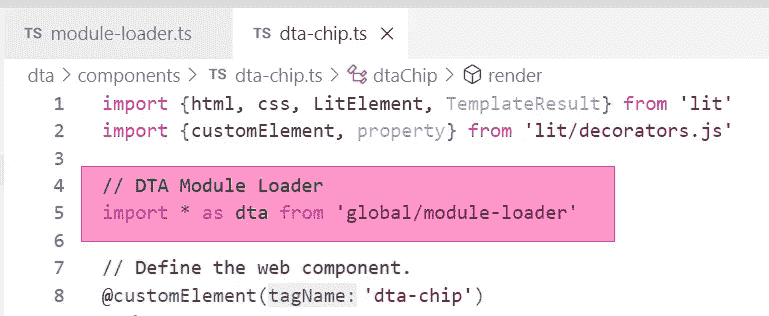 TS module-loader.ts TS dta-chip.ts
dta > components > TS dta-chip.ts > dtaChip > render
1 import {html, css, LitElement, TemplateResult} from 'lit'
2 import {customElement, property} from 'lit/decorators.js'
3
4 // DTA Module Loader
5 import * as dta from 'global/module-loader'
6
7 // Define the web component.
8 @customElement(tagName: 'dta-chip')